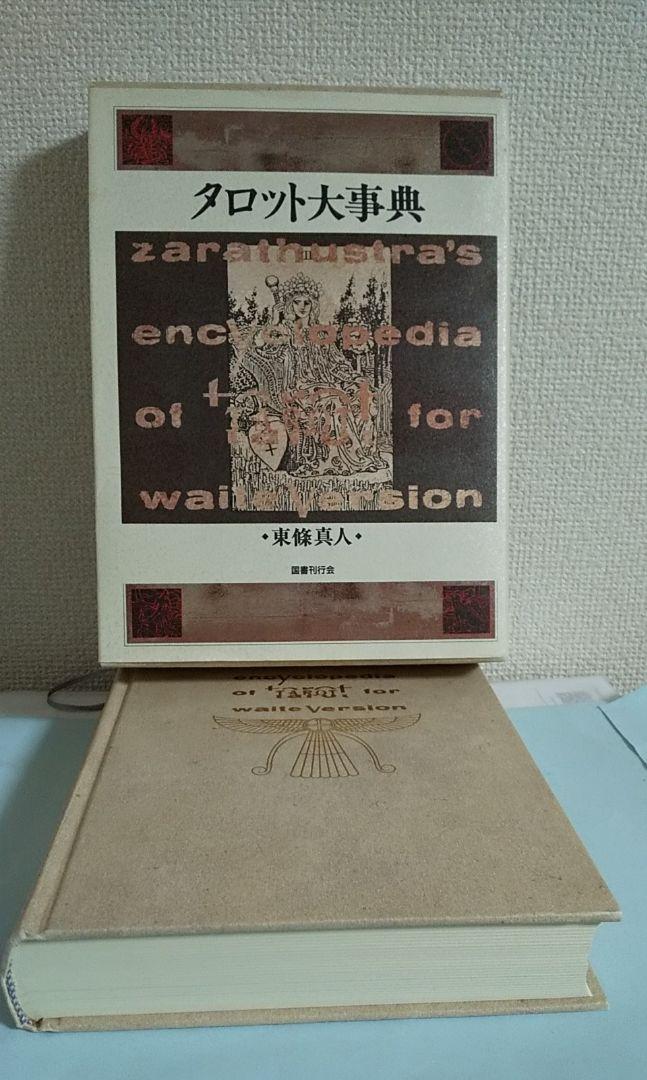 タロット大事典
zarathustra's
III
encyclopedia
of tarot for
waite version
東條真人
国書刊行会
encyclopedia
of tarot for
waite version